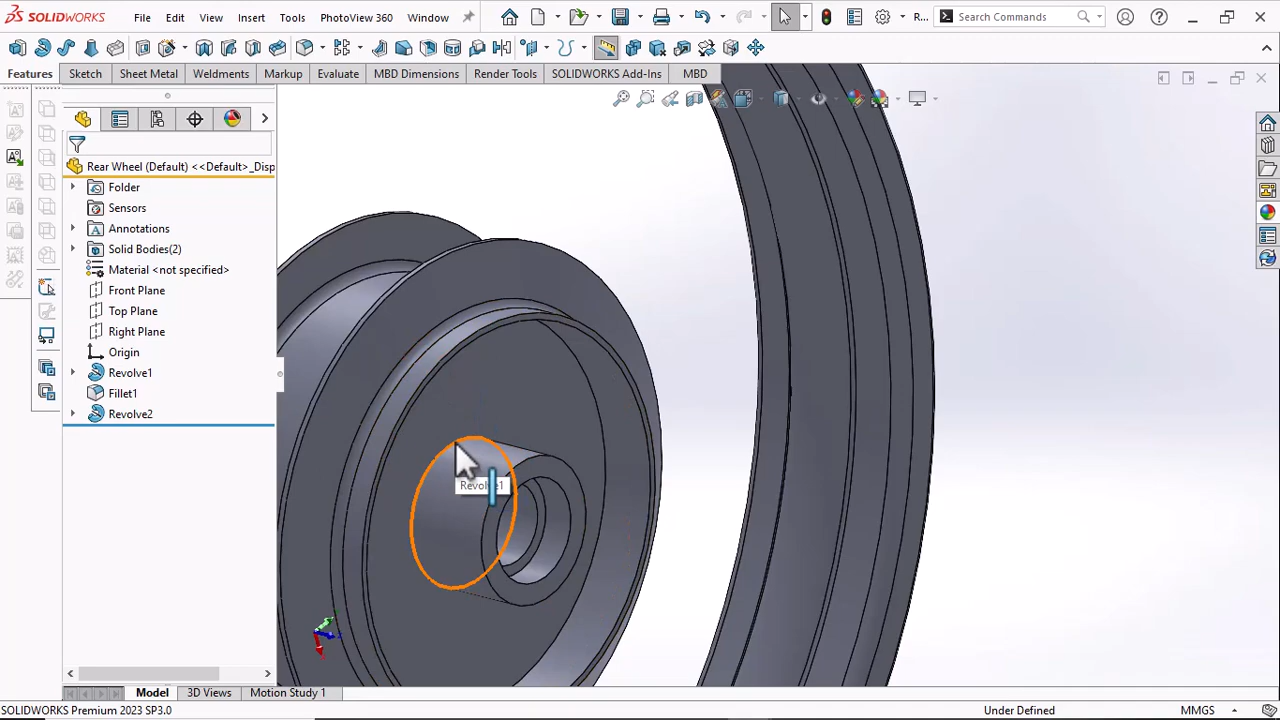 SOLIDWORKS
File
Edit
View
Insert
Tools
PhotoView 360
Window
R...
Search Commands
Features
Sketch
Sheet Metal
Weldments
Markup
Evaluate
MBD Dimensions
Render Tools
SOLIDWORKS Add-Ins
MBD
Rear Wheel (Default) <<Default>_Disp
Folder
Sensors
Annotations
Solid Bodies(2)
Material <not specified>
Front Plane
Top Plane
Right Plane
Origin
Revolve1
Fillet1
Revolve2
Revolve1
Model
3D Views
Motion Study 1
SOLIDWORKS Premium 2023 SP3.0
Under Defined
MMGS